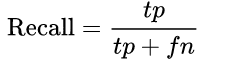 Recall = tp / (tp + fn)